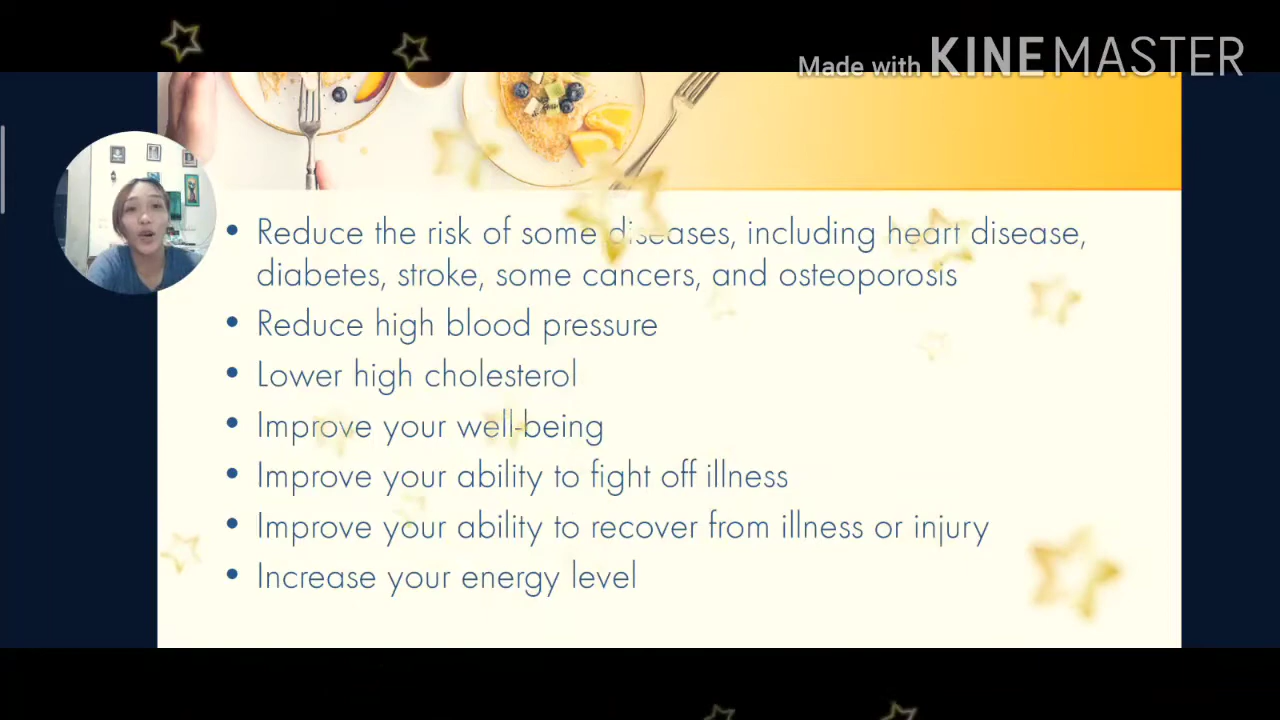 Made with KINEMASTER
• Reduce the risk of some diseases, including heart disease,
diabetes, stroke, some cancers, and osteoporosis
• Reduce high blood pressure
• Lower high cholesterol
• Improve your well-being
• Improve your ability to fight off illness
• Improve your ability to recover from illness or injury
• Increase your energy level